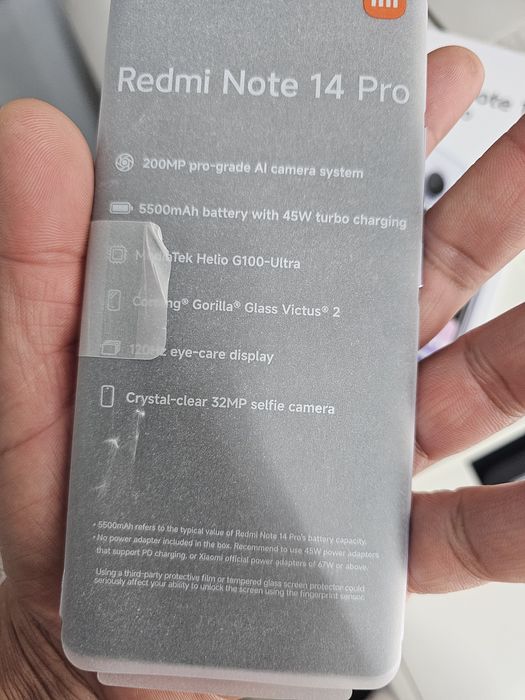 Redmi Note 14 Pro
200MP pro-grade AI camera system
5500mAh battery with 45W turbo charging
MediaTek Helio G100-Ultra
Corning® Gorilla® Glass Victus® 2
120Hz eye-care display
Crystal-clear 32MP selfie camera
• 5500mAh refers to the typical value of Redmi Note 14 Pro's battery capacity.
• No power adapter included in the box. Recommend to use 45W power adapters
that support PD charging, or Xiaomi official power adapters of 67W or above.
Using a third-party protective film or tempered glass screen protector could
seriously affect your ability to unlock the screen using the fingerprint sensor.